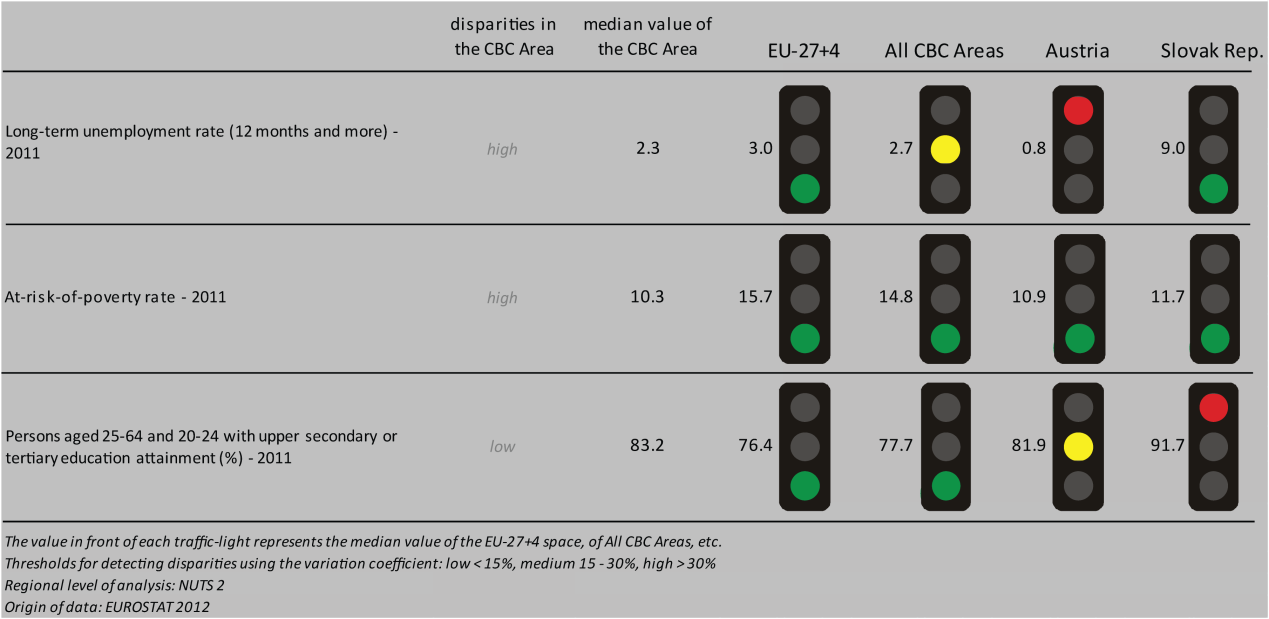 disparities in the CBC Area
median value of the CBC Area
EU-27+4
All CBC Areas
Austria
Slovak Rep.
Long-term unemployment rate (12 months and more) -
2011
high
2.3
3.0
2.7
0.8
9.0
At-risk-of-poverty rate - 2011
high
10.3
15.7
14.8
10.9
11.7
Persons aged 25-64 and 20-24 with upper secondary or
tertiary education attainment (%) - 2011
low
83.2
76.4
77.7
81.9
91.7
The value in front of each traffic-light represents the median value of the EU-27+4 space, of All CBC Areas, etc.
Thresholds for detecting disparities using the variation coefficient: low < 15%, medium 15 - 30%, high > 30%
Regional level of analysis: NUTS 2
Origin of data: EUROSTAT 2012